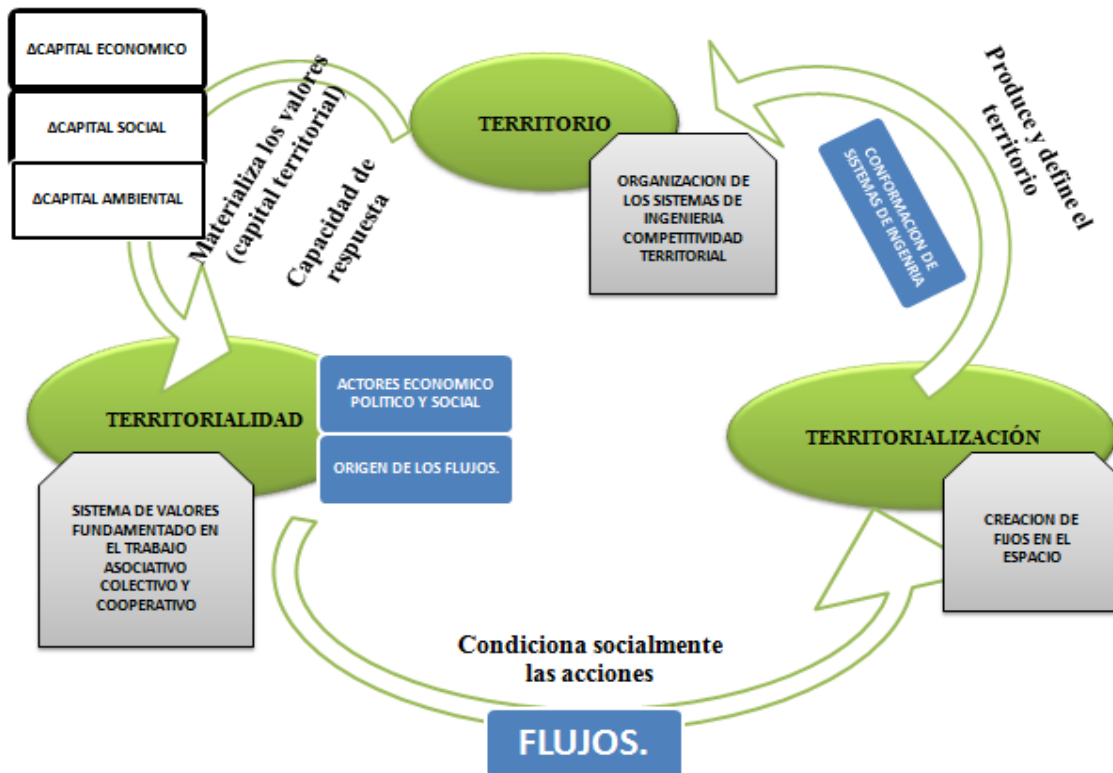 ΔCAPITAL ECONOMICO
ΔCAPITAL SOCIAL
ΔCAPITAL AMBIENTAL
Materializa los valores
(capital territorial)
Capacidad de
respuesta
TERRITORIO
ORGANIZACION DE
LOS SISTEMAS DE
INGENIERIA
COMPETITIVIDAD
TERRITORIAL
CONFORMACION DE
SISTEMAS DE INGENRIA
Produce y define el
territorio
TERRITORIALIDAD
ACTORES ECONOMICO
POLITICO Y SOCIAL
ORIGEN DE LOS FLUJOS.
SISTEMA DE VALORES
FUNDAMENTADO EN
EL TRABAJO
ASOCIATIVO
COLECTIVO Y
COOPERATIVO
TERRITORIALIZACIÓN
CREACION DE
FIJOS EN EL
ESPACIO
Condiciona socialmente
las acciones
FLUJOS.